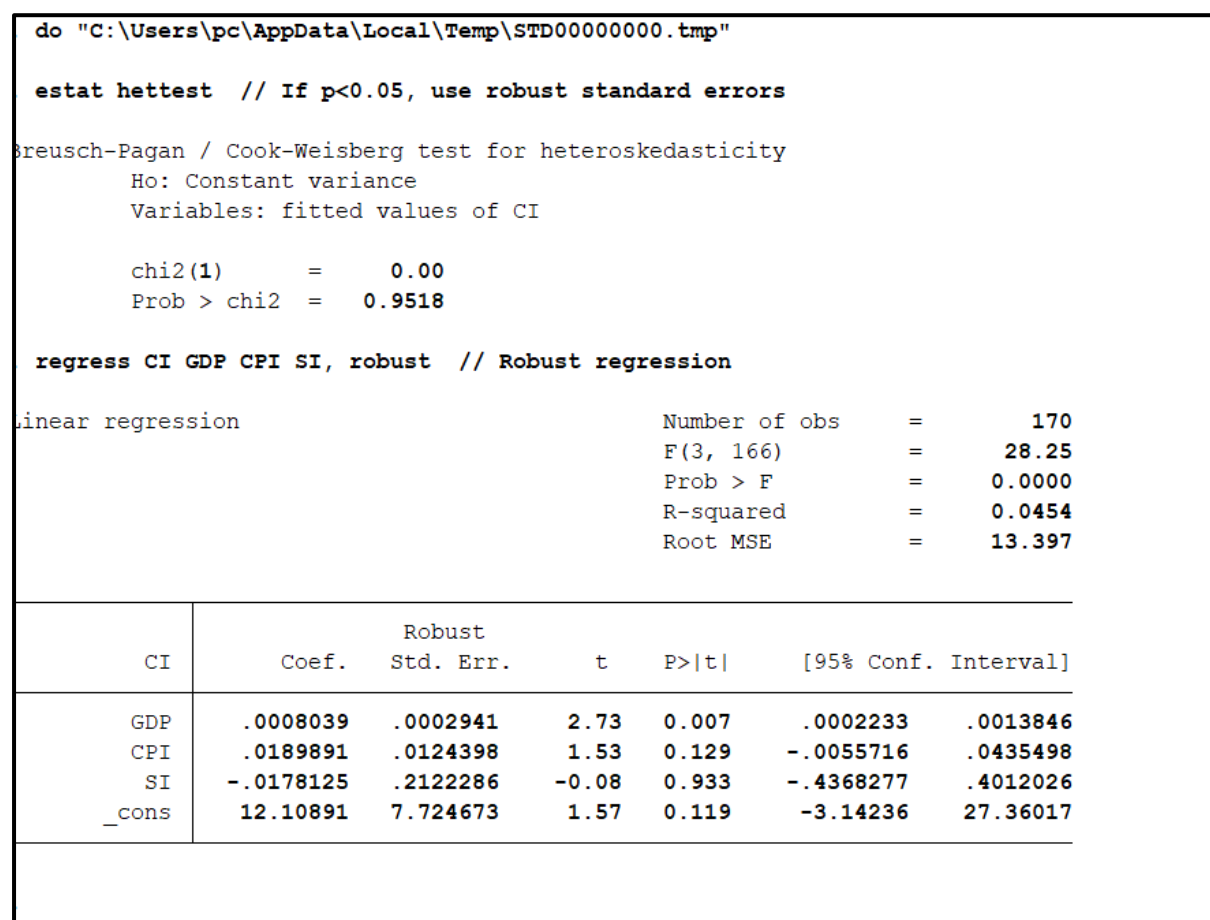 do "C:\Users\pc\AppData\Local\Temp\STD00000000.tmp"
estat hettest // If p<0.05, use robust standard errors
Breusch-Pagan / Cook-Weisberg test for heteroskedasticity
Ho: Constant variance
Variables: fitted values of CI
chi2(1) = 0.00
Prob > chi2 = 0.9518
regress CI GDP CPI SI, robust // Robust regression
Linear regression Number of obs = 170
F(3, 166) = 28.25
Prob > F = 0.0000
R-squared = 0.0454
Root MSE = 13.397
Robust
CI Coef. Std. Err. t P>|t| [95% Conf. Interval]
GDP .0008039 .0002941 2.73 0.007 .0002233 .0013846
CPI .0189891 .0124398 1.53 0.129 -.0055716 .0435498
SI -.0178125 .2122286 -0.08 0.933 -.4368277 .4012026
_cons 12.10891 7.724673 1.57 0.119 -3.14236 27.36017